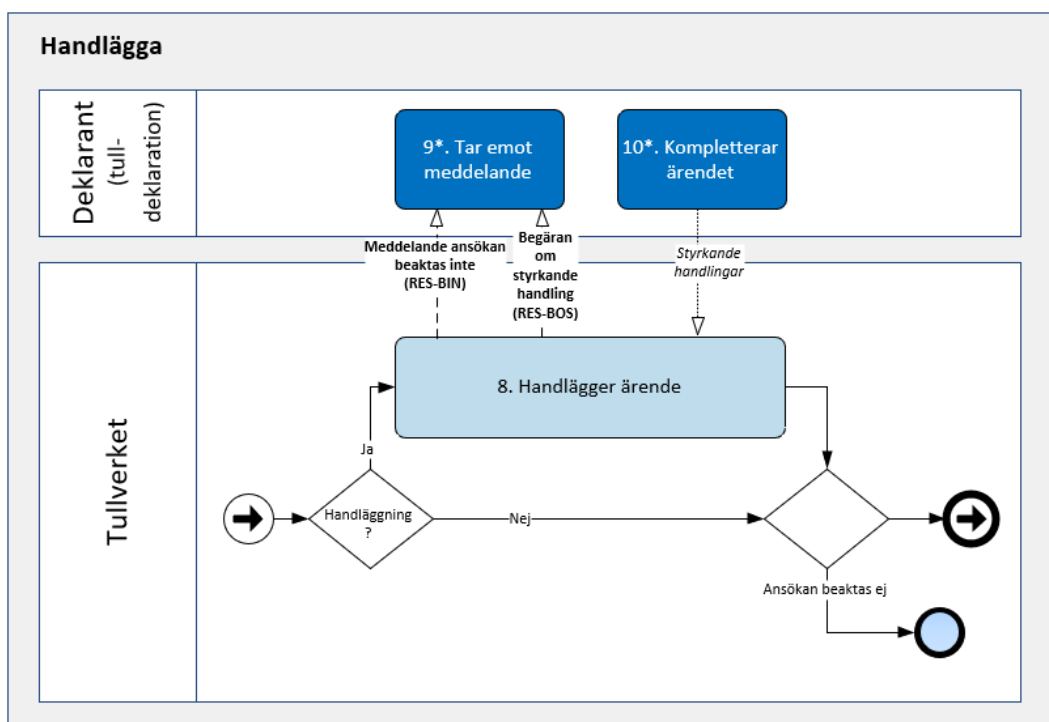 Handlägga
Deklarant
(tull-
deklaration)
9*. Tar emot
meddelande
10*. Kompletterar
ärendet
Meddelande ansökan
beaktas inte
(RES-BIN)
Begäran
om
styrkande
handling
(RES-BOS)
Styrkande
handlingar
Tullverket
8. Handlägger ärende
Ja
Handläggning
?
Nej
Ansökan beaktas ej